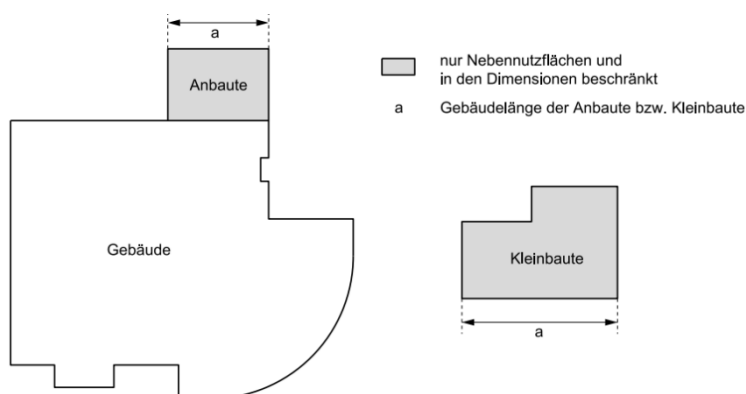 a
Anbaute
Gebäude
nur Nebennutzflächen und
in den Dimensionen beschränkt
a Gebäudelänge der Anbaute bzw. Kleinbaute
Kleinbaute
a